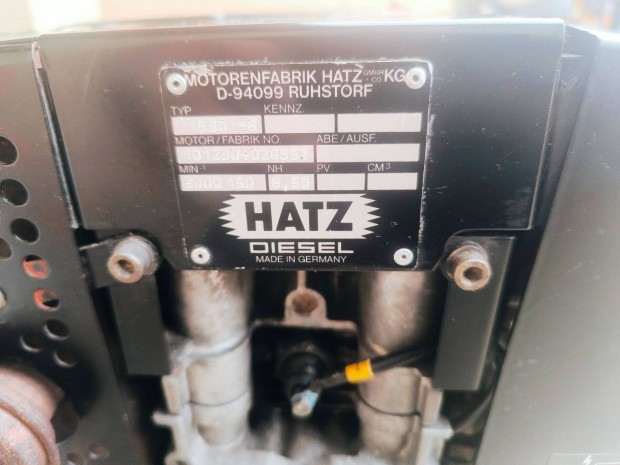 MOTORENFABRIK HATZ GMBH + CO KG
D-94099 RUHSTORF
TYP KENNZ.
MOTOR/FABRIK NO ABE/AUSF.
MIN⁻¹ NH PV CM³
HATZ
DIESEL
MADE IN GERMANY